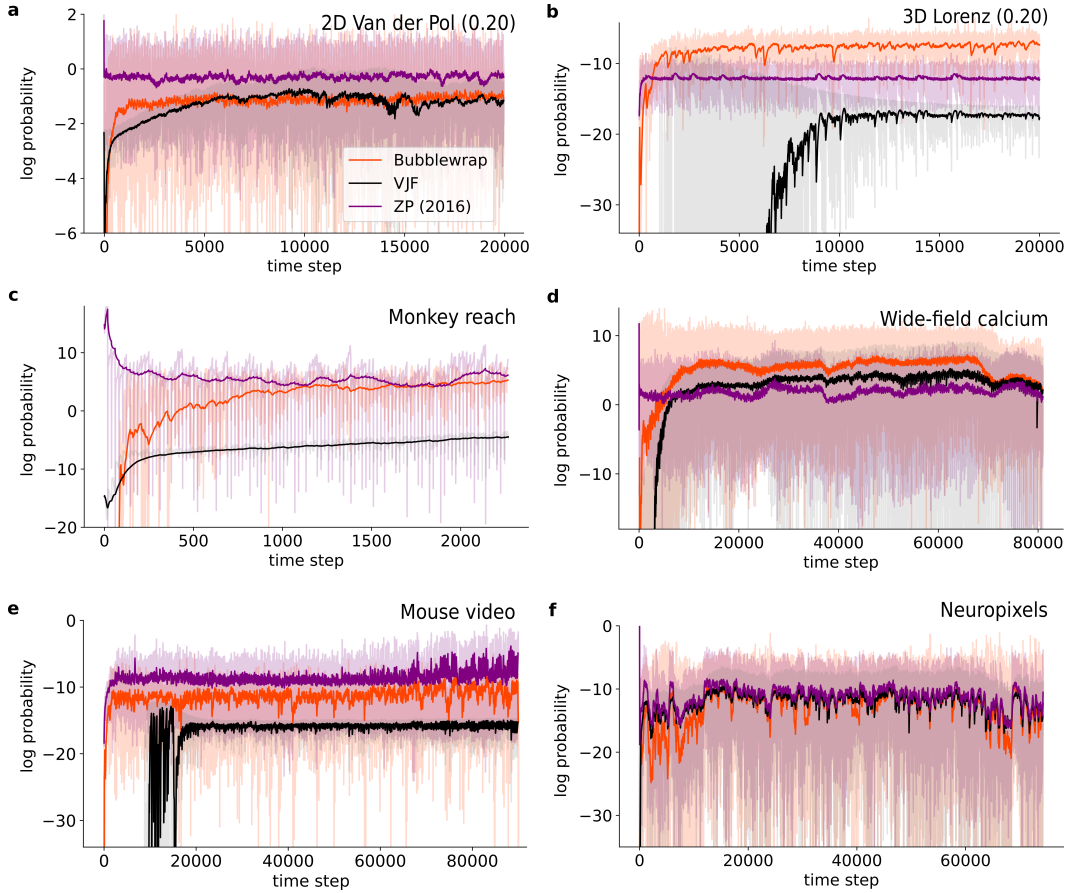 a
2D Van der Pol (0.20)
2
0
−2
−4
−6
log probability
Bubblewrap
VJF
ZP (2016)
0
5000
10000
15000
20000
time step
b
3D Lorenz (0.20)
−10
−20
−30
log probability
0
5000
10000
15000
20000
time step
c
Monkey reach
10
0
−10
−20
log probability
0
500
1000
1500
2000
time step
d
Wide-field calcium
10
0
−10
log probability
0
20000
40000
60000
80000
time step
e
Mouse video
0
−10
−20
−30
log probability
0
20000
40000
60000
80000
time step
f
Neuropixels
0
−10
−20
−30
log probability
0
20000
40000
60000
time step